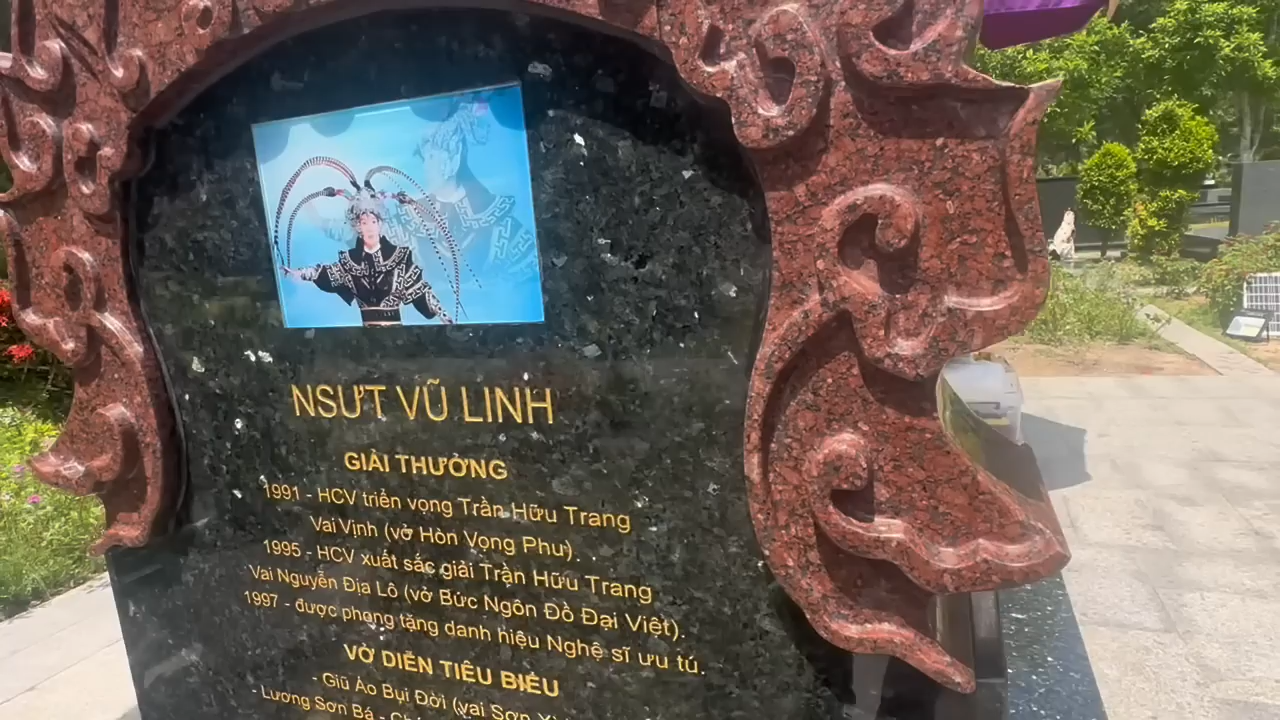 NSƯT VŨ LINH
GIẢI THƯỞNG
1991 - HCV triển vọng Trần Hữu Trang
Vai Vịnh (vở Hòn Vọng Phu).
1995 - HCV xuất sắc giải Trần Hữu Trang
Vai Nguyễn Địa Lô (vở Bức Ngôn Đồ Đại Việt).
1997 - được phong tặng danh hiệu Nghệ sĩ ưu tú.
VỞ DIỄN TIÊU BIỂU
- Giũ Áo Bụi Đời (vai Sơn
- Lương Sơn Bá -